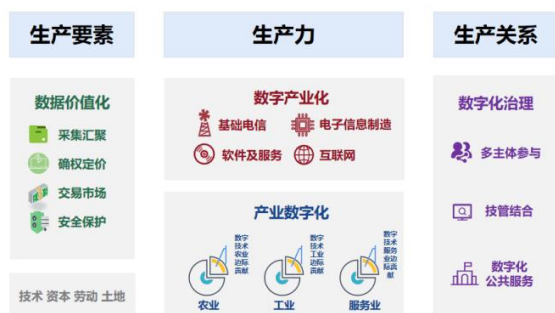 生产要素
生产力
生产关系
数据价值化
采集汇聚
确权定价
交易市场
安全保护
技术 资本 劳动 土地
数字产业化
基础电信
电子信息制造
软件及服务
互联网
产业数字化
数字
技术
农业
边际
贡献
农业
数字
技术
工业
边际
贡献
工业
数字
技术
服务
业边
际贡
献
服务业
数字化治理
多主体参与
技管结合
数字化
公共服务